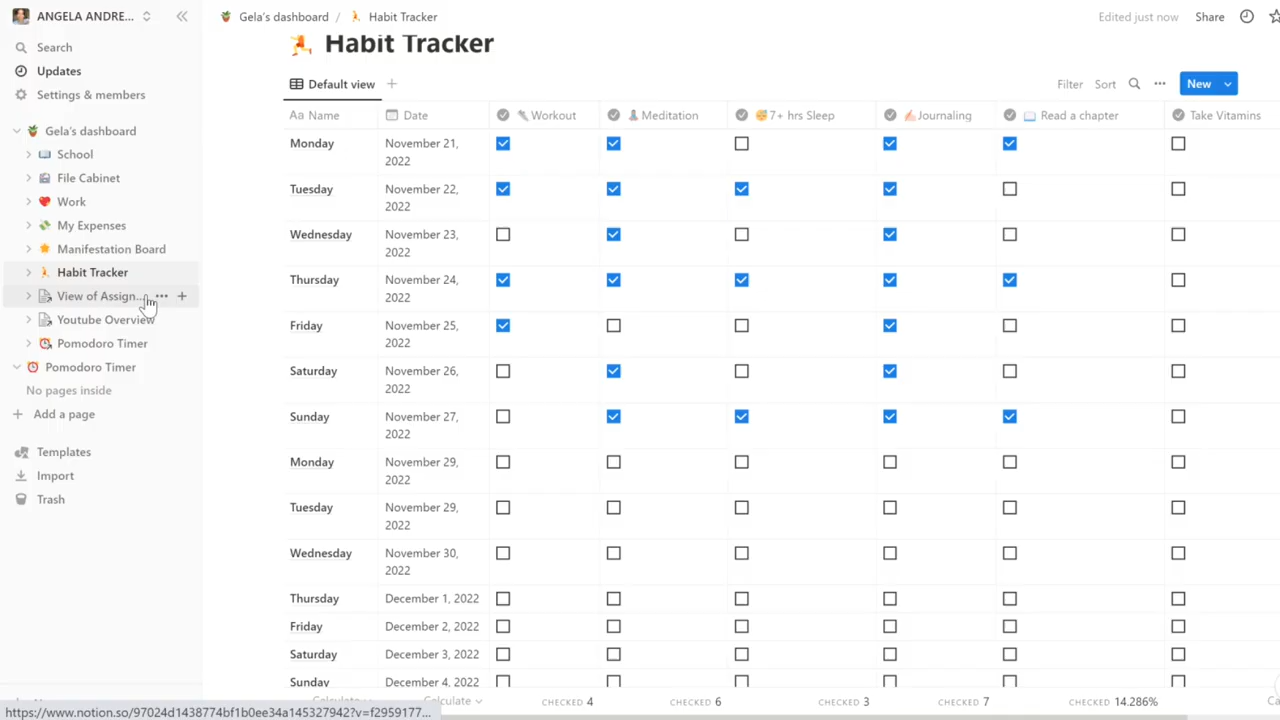 ANGELA ANDRE...
Search
Updates
Settings & members
Gela's dashboard
School
File Cabinet
Work
My Expenses
Manifestation Board
Habit Tracker
View of Assign...
Youtube Overview
Pomodoro Timer
Pomodoro Timer
No pages inside
Add a page
Templates
Import
Trash
https://www.notion.so/97024d1438774bf1b0ee34a145327942?v=f2959177...
Gela's dashboard / Habit Tracker
Edited just now
Share
Habit Tracker
Default view
Filter
Sort
New
Aa Name Date Workout Meditation 7+ hrs Sleep Journaling Read a chapter Take Vitamins
Monday November 21,
2022
Tuesday November 22,
2022
Wednesday November 23,
2022
Thursday November 24,
2022
Friday November 25,
2022
Saturday November 26,
2022
Sunday November 27,
2022
Monday November 29,
2022
Tuesday November 29,
2022
Wednesday November 30,
2022
Thursday December 1, 2022
Friday December 2, 2022
Saturday December 3, 2022
Sunday December 4, 2022
Calculate Calculate CHECKED 4 CHECKED 6 CHECKED 3 CHECKED 7 CHECKED 14.286% Ca